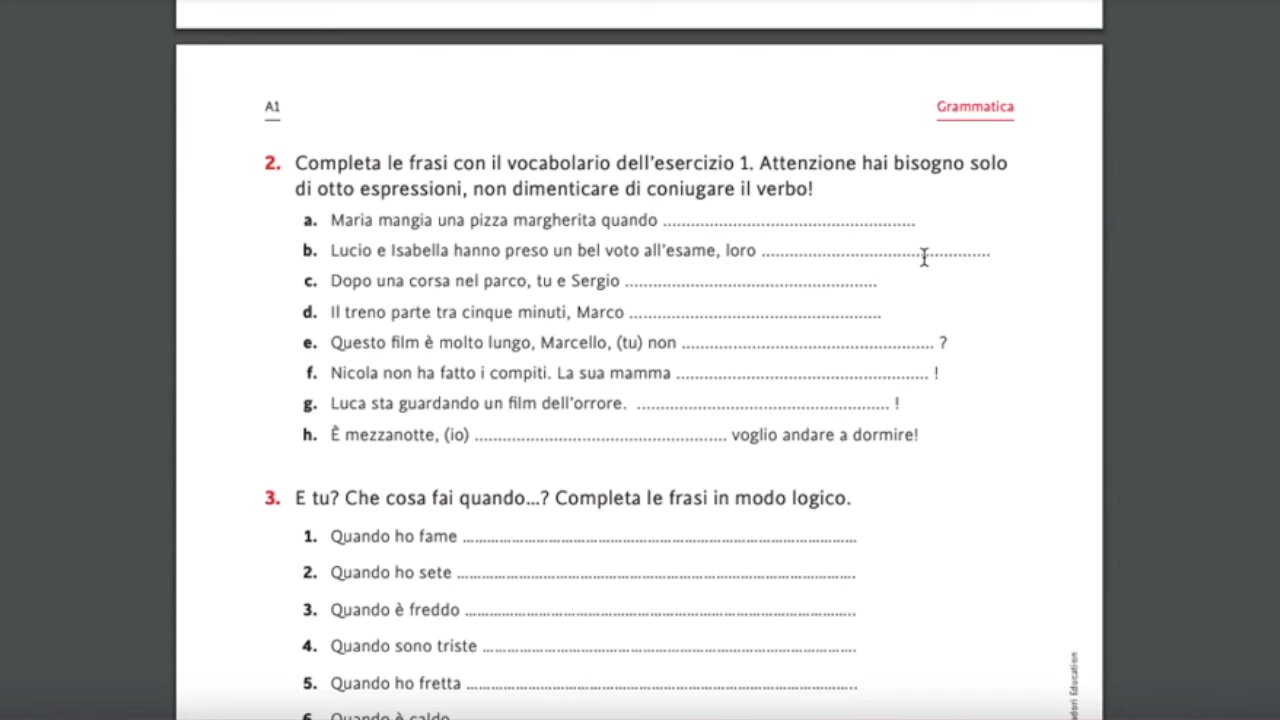 A1
Grammatica
2. Completa le frasi con il vocabolario dell'esercizio 1. Attenzione hai bisogno solo
di otto espressioni, non dimenticare di coniugare il verbo!
a. Maria mangia una pizza margherita quando ....................................................
b. Lucio e Isabella hanno preso un bel voto all'esame, loro ....................................................
c. Dopo una corsa nel parco, tu e Sergio ....................................................
d. Il treno parte tra cinque minuti, Marco ....................................................
e. Questo film è molto lungo, Marcello, (tu) non .................................................... ?
f. Nicola non ha fatto i compiti. La sua mamma .................................................... !
g. Luca sta guardando un film dell'orrore. .................................................... !
h. È mezzanotte, (io) .................................................... voglio andare a dormire!
3. E tu? Che cosa fai quando...? Completa le frasi in modo logico.
1. Quando ho fame ....................................................
2. Quando ho sete ....................................................
3. Quando è freddo ....................................................
4. Quando sono triste ....................................................
5. Quando ho fretta ....................................................
6. Quando è caldo
Education